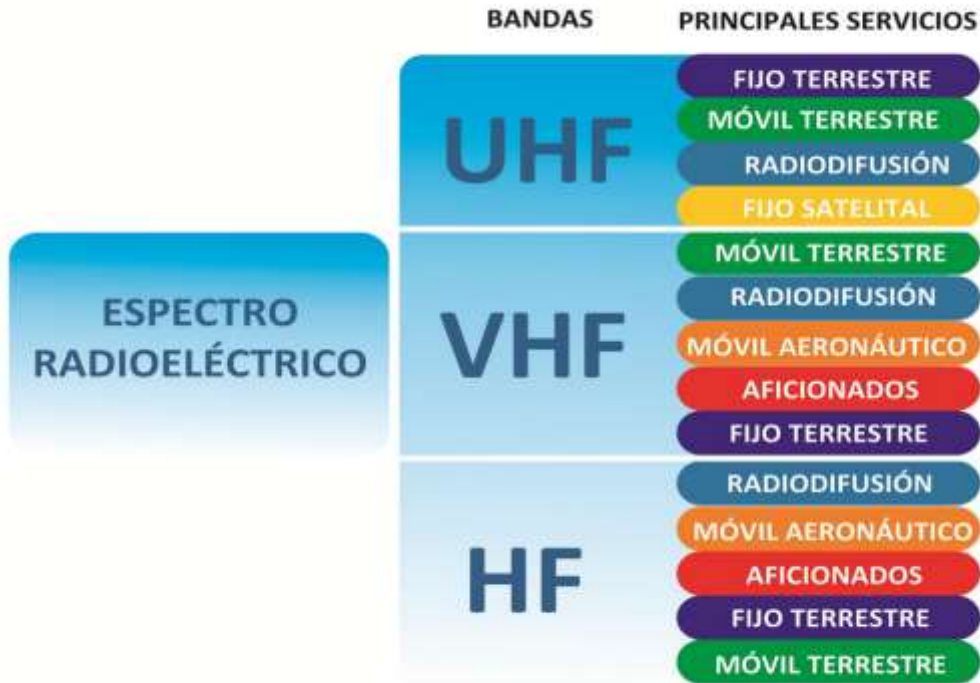 BANDAS
PRINCIPALES SERVICIOS
ESPECTRO
RADIOELÉCTRICO
UHF
FIJO TERRESTRE
MÓVIL TERRESTRE
RADIODIFUSIÓN
FIJO SATELITAL
VHF
MÓVIL TERRESTRE
RADIODIFUSIÓN
MÓVIL AERONÁUTICO
AFICIONADOS
FIJO TERRESTRE
HF
RADIODIFUSIÓN
MÓVIL AERONÁUTICO
AFICIONADOS
FIJO TERRESTRE
MÓVIL TERRESTRE